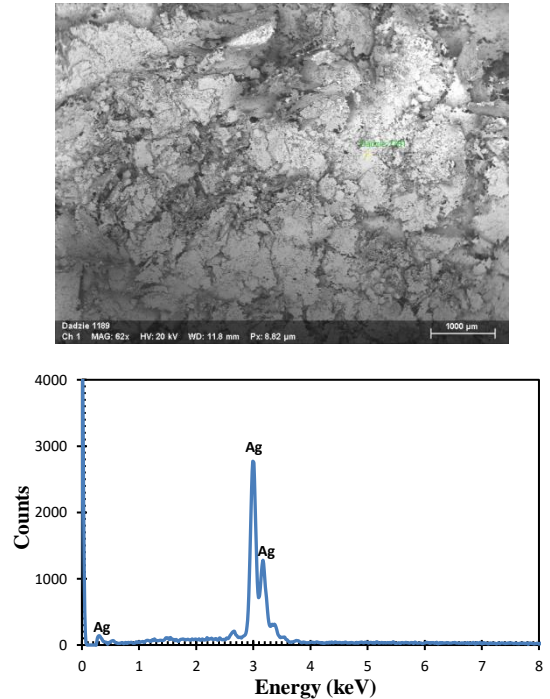 Dadzie 1189
Ch 1 MAG: 62x HV: 20 kV WD: 11.8 mm Px: 8.82 µm
1000 µm
4000
3000
2000
1000
0
Counts
Ag
Ag
Ag
0 1 2 3 4 5 6 7 8
Energy (keV)